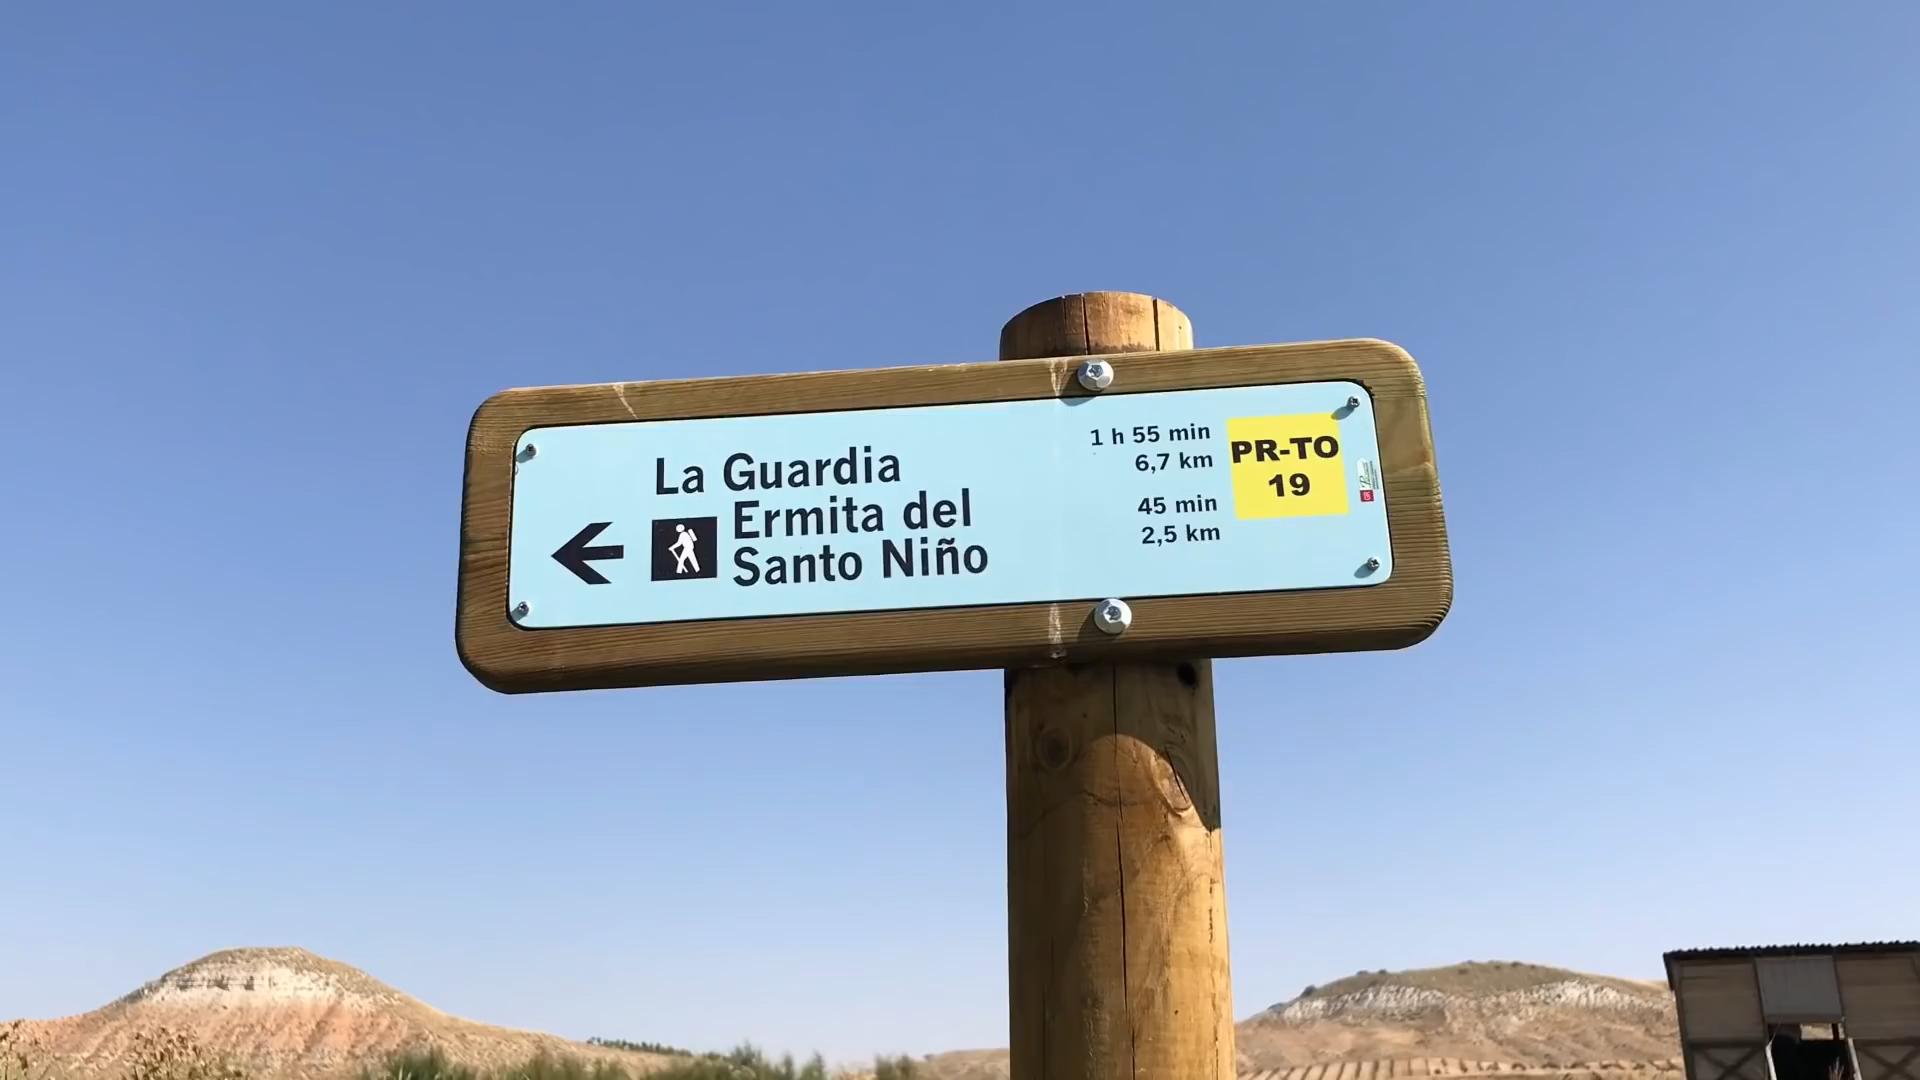 La Guardia
Ermita del
Santo Niño
1 h 55 min
6,7 km
45 min
2,5 km
PR-TO
19